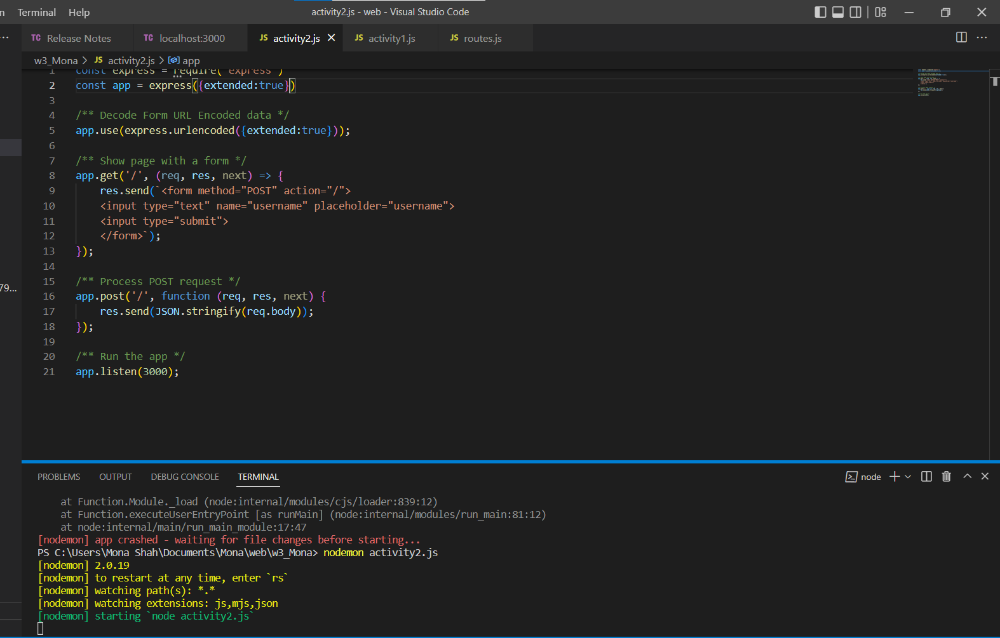 n Terminal Help activity2.js - web - Visual Studio Code
··· TC Release Notes TC localhost:3000 JS activity2.js JS activity1.js JS routes.js ···
w3_Mona > JS activity2.js > app
1 const express = require('express')
2 const app = express({extended:true})
3
4 /** Decode Form URL Encoded data */
5 app.use(express.urlencoded({extended:true}));
6
7 /** Show page with a form */
8 app.get('/', (req, res, next) => {
9 res.send(`<form method="POST" action="/">
10 <input type="text" name="username" placeholder="username">
11 <input type="submit">
12 </form>`);
13 });
14
15 /** Process POST request */
16 app.post('/', function (req, res, next) {
17 res.send(JSON.stringify(req.body));
18 });
19
20 /** Run the app */
21 app.listen(3000);
79...
PROBLEMS OUTPUT DEBUG CONSOLE TERMINAL node
at Function.Module._load (node:internal/modules/cjs/loader:839:12)
at Function.executeUserEntryPoint [as runMain] (node:internal/modules/run_main:81:12)
at node:internal/main/run_main_module:17:47
[nodemon] app crashed - waiting for file changes before starting...
PS C:\Users\Mona Shah\Documents\Mona\web\w3_Mona> nodemon activity2.js
[nodemon] 2.0.19
[nodemon] to restart at any time, enter `rs`
[nodemon] watching path(s): *.*
[nodemon] watching extensions: js,mjs,json
[nodemon] starting `node activity2.js`